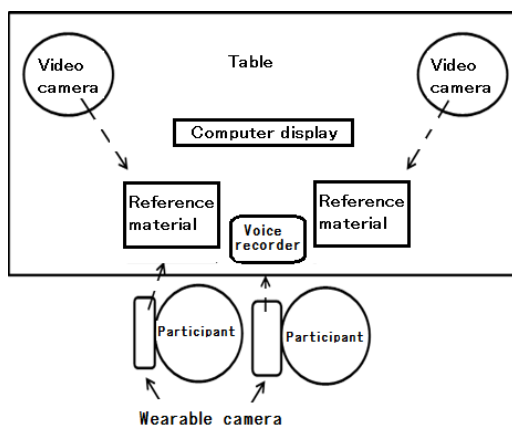 Video
camera
Table
Video
camera
Computer display
Reference
material
Voice
recorder
Reference
material
Participant
Participant
Wearable camera